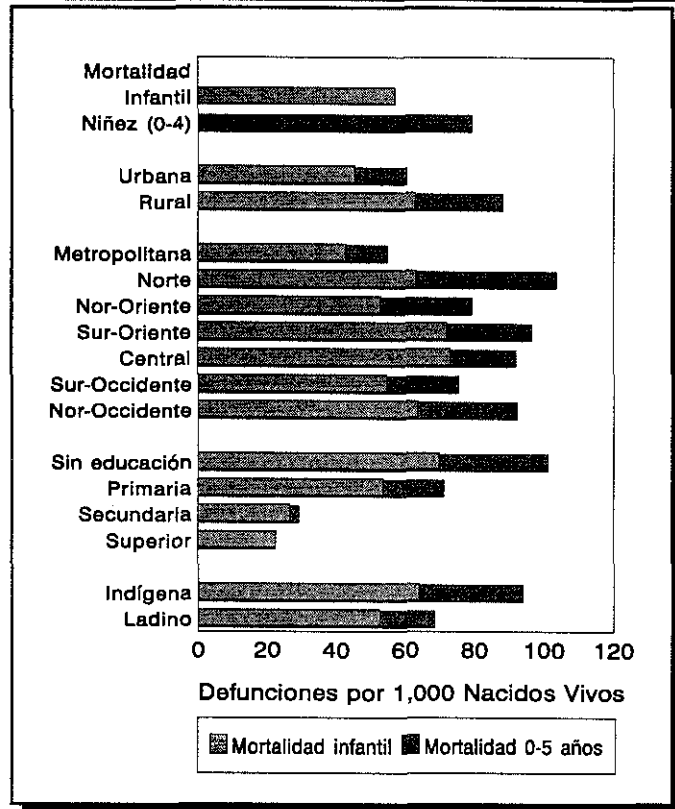 Mortalidad
Infantil
Niñez (0-4)
Urbana
Rural
Metropolitana
Norte
Nor-Oriente
Sur-Oriente
Central
Sur-Occidente
Nor-Occidente
Sin educación
Primaria
Secundaria
Superior
Indígena
Ladino
0 20 40 60 80 100 120
Defunciones por 1,000 Nacidos Vivos
Mortalidad infantil Mortalidad 0-5 años